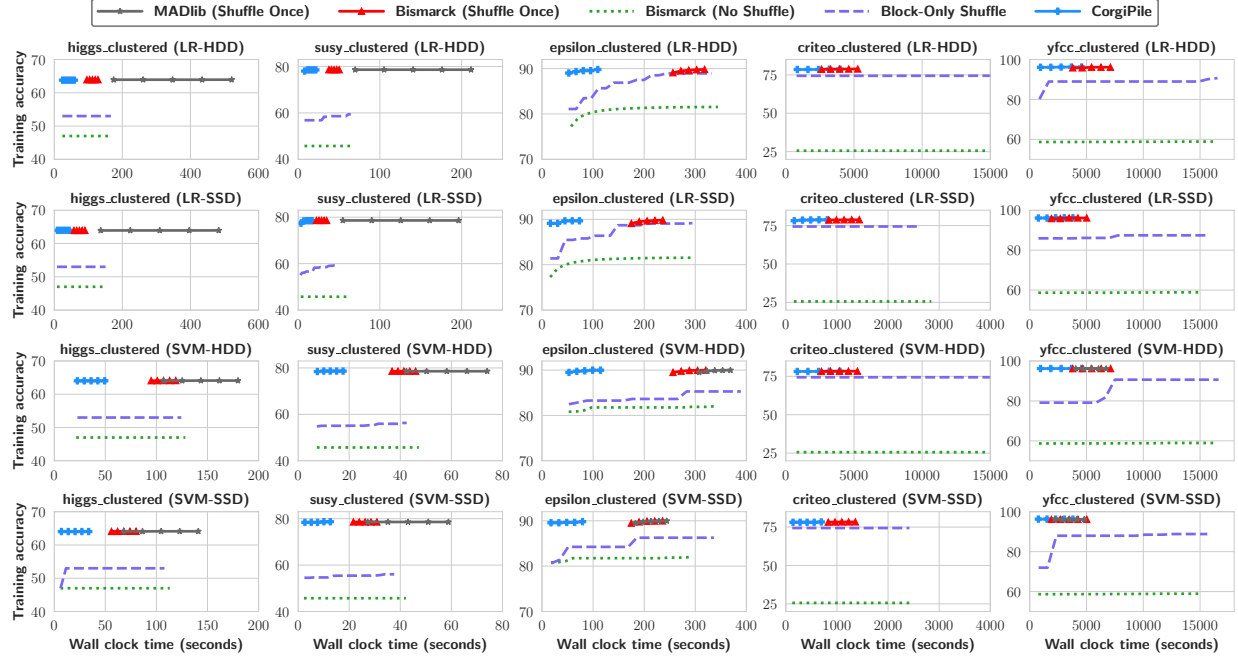 MADlib (Shuffle Once) Bismarck (Shuffle Once) Bismarck (No Shuffle) Block-Only Shuffle CorgiPile
higgs_clustered (LR-HDD) susy_clustered (LR-HDD) epsilon_clustered (LR-HDD) criteo_clustered (LR-HDD) yfcc_clustered (LR-HDD)
Training accuracy
70 80 90 75 100
60 60 80 50 80
50 40 70 25 60
40
0 200 400 600 0 100 200 0 100 200 300 400 0 5000 10000 15000 0 5000 10000 15000
higgs_clustered (LR-SSD) susy_clustered (LR-SSD) epsilon_clustered (LR-SSD) criteo_clustered (LR-SSD) yfcc_clustered (LR-SSD)
Training accuracy
70 80 90 75 100
60 60 80 50 80
50 40 70 25 60
40
0 200 400 600 0 100 200 0 100 200 300 400 0 1000 2000 3000 4000 0 5000 10000 15000
higgs_clustered (SVM-HDD) susy_clustered (SVM-HDD) epsilon_clustered (SVM-HDD) criteo_clustered (SVM-HDD) yfcc_clustered (SVM-HDD)
Training accuracy
70 80 90 75 100
60 60 80 50 80
50 40 70 25 60
40
0 50 100 150 200 0 20 40 60 80 0 100 200 300 400 0 5000 10000 15000 0 5000 10000 15000
higgs_clustered (SVM-SSD) susy_clustered (SVM-SSD) epsilon_clustered (SVM-SSD) criteo_clustered (SVM-SSD) yfcc_clustered (SVM-SSD)
Training accuracy
70 80 90 75 100
60 60 80 50 80
50 40 70 25 60
40
0 50 100 150 200 0 20 40 60 80 0 100 200 300 400 0 1000 2000 3000 4000 0 5000 10000 15000
Wall clock time (seconds) Wall clock time (seconds) Wall clock time (seconds) Wall clock time (seconds) Wall clock time (seconds)